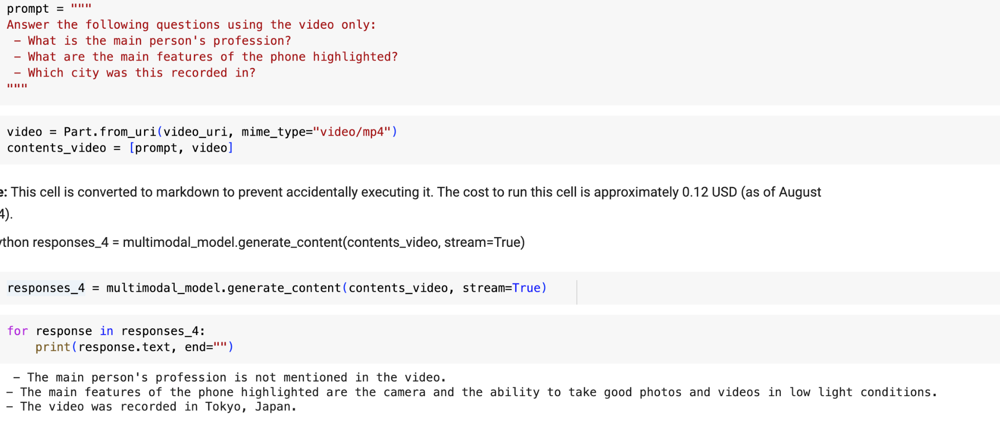 prompt = """
Answer the following questions using the video only:
 - What is the main person's profession?
 - What are the main features of the phone highlighted?
 - Which city was this recorded in?
"""
video = Part.from_uri(video_uri, mime_type="video/mp4")
contents_video = [prompt, video]
e: This cell is converted to markdown to prevent accidentally executing it. The cost to run this cell is approximately 0.12 USD (as of August
4).
ython responses_4 = multimodal_model.generate_content(contents_video, stream=True)
responses_4 = multimodal_model.generate_content(contents_video, stream=True)
for response in responses_4:
    print(response.text, end="")
 - The main person's profession is not mentioned in the video.
- The main features of the phone highlighted are the camera and the ability to take good photos and videos in low light conditions.
- The video was recorded in Tokyo, Japan.